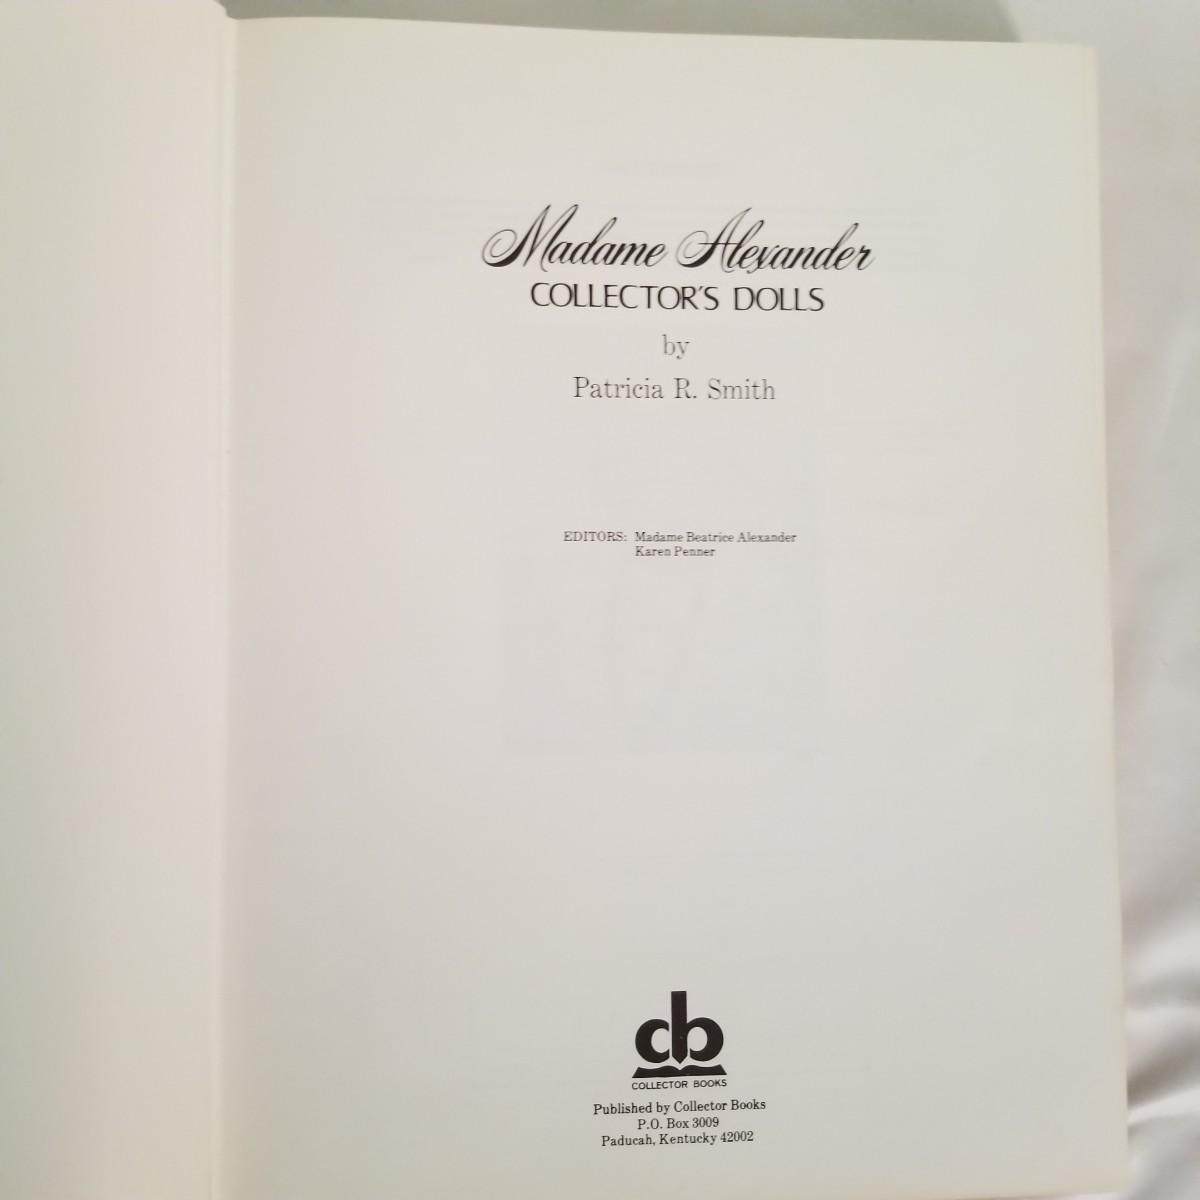 Madame Alexander
COLLECTOR'S DOLLS
by
Patricia R. Smith
EDITORS: Madame Beatrice Alexander
Karen Penner
cb
COLLECTOR BOOKS
Published by Collector Books
P.O. Box 3009
Paducah, Kentucky 42002